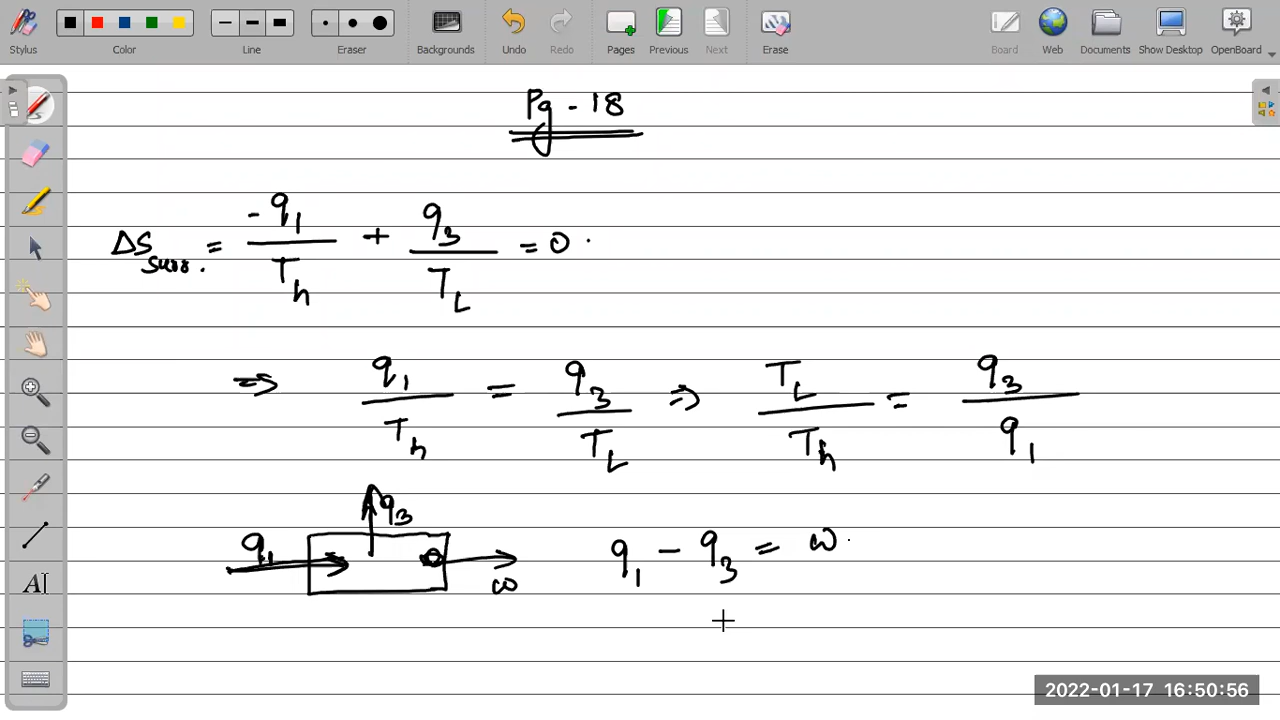 Stylus Color Line Eraser Backgrounds Undo Redo Pages Previous Next Erase Board Web Documents Show Desktop OpenBoard
Pg - 18
ΔS surr. = -q1/Th + q3/TL = 0.
=> q1/Th = q3/TL => TL/Th = q3/q1
q3
q1
w
q1 - q3 = w.
2022-01-17 16:50:56